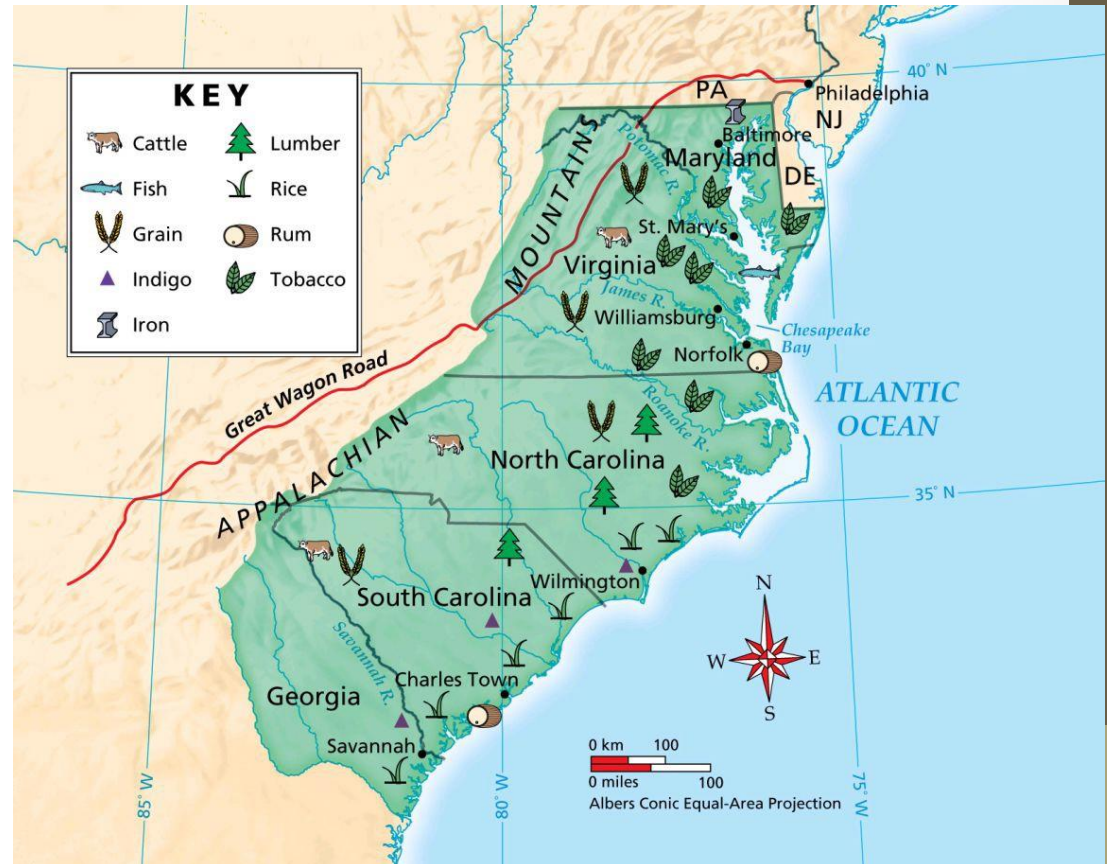 KEY
Cattle
Lumber
Fish
Rice
Grain
Rum
Indigo
Tobacco
Iron
40° N
PA
Philadelphia
NJ
Baltimore
Potomac R.
Maryland
DE
MOUNTAINS
St. Mary's
Virginia
James R.
Williamsburg
Chesapeake
Bay
Norfolk
Great Wagon Road
ATLANTIC
OCEAN
Roanoke R.
APPALACHIAN
North Carolina
35° N
Wilmington
South Carolina
N
W
E
S
Savannah R.
Georgia
Charles Town
Savannah
0 km 100
0 miles 100
Albers Conic Equal-Area Projection
85° W
80° W
75° W